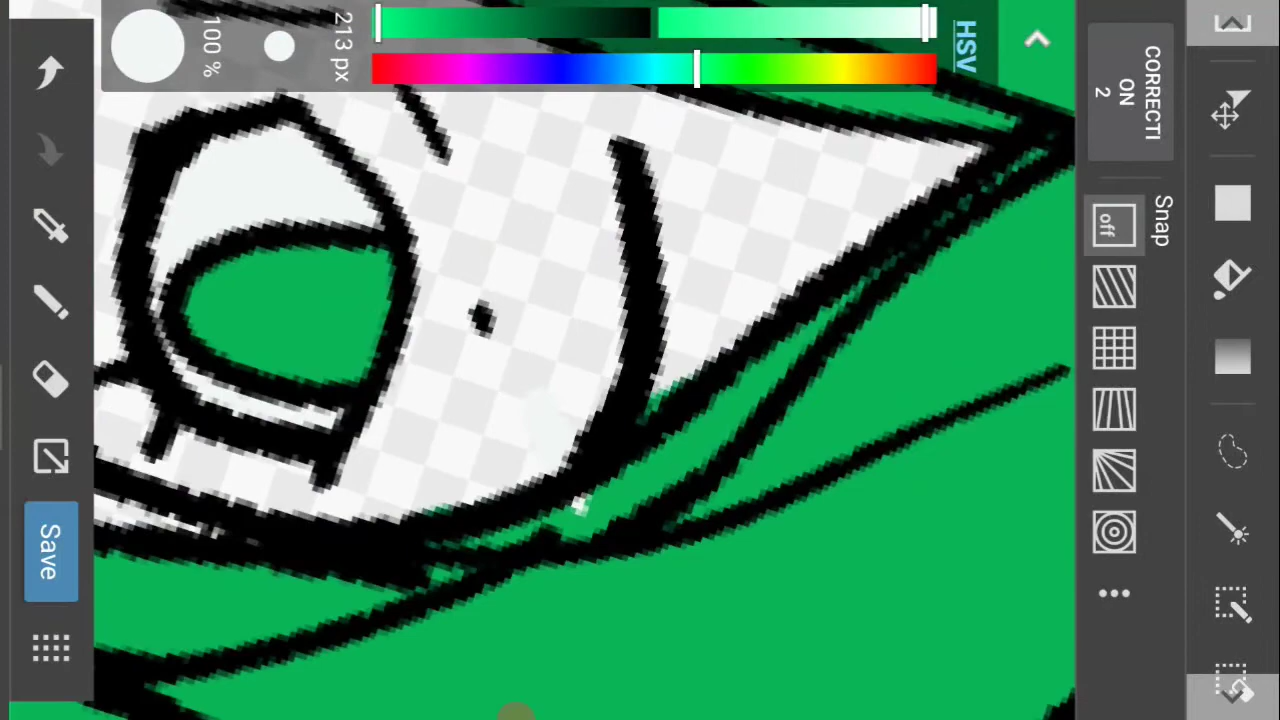 100 %
213 px
HSV
CORRECTI
ON
2
Snap
off
Save